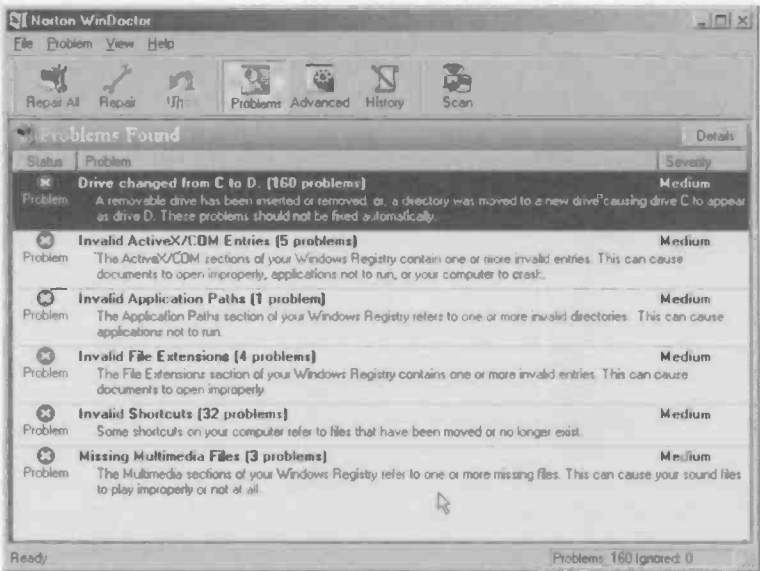 Norton WinDoctor
File Problem View Help
Repair All Repair Problems Advanced History Scan
Problems Found Details
Status Problem Severity
Drive changed from C to D. (160 problems) Medium
Problem A removable drive has been inserted or removed, or, a directory was moved to a new drive causing drive C to appear
as drive D. These problems should not be fixed automatically.
Invalid ActiveX/COM Entries (5 problems) Medium
Problem The ActiveX/COM sections of your Windows Registry contain one or more invalid entries. This can cause
documents to open improperly, applications not to run, or your computer to crash.
Invalid Application Paths (1 problem) Medium
Problem The Application Paths section of your Windows Registry refers to one or more invalid directories. This can cause
applications not to run.
Invalid File Extensions (4 problems) Medium
Problem The File Extensions section of your Windows Registry contains one or more invalid entries. This can cause
documents to open improperly.
Invalid Shortcuts (32 problems) Medium
Problem Some shortcuts on your computer refer to files that have been moved or no longer exist.
Missing Multimedia Files (3 problems) Medium
Problem The Multimedia sections of your Windows Registry refer to one or more missing files. This can cause your sound files
to play improperly or not at all.
Ready Problems: 160 Ignored: 0